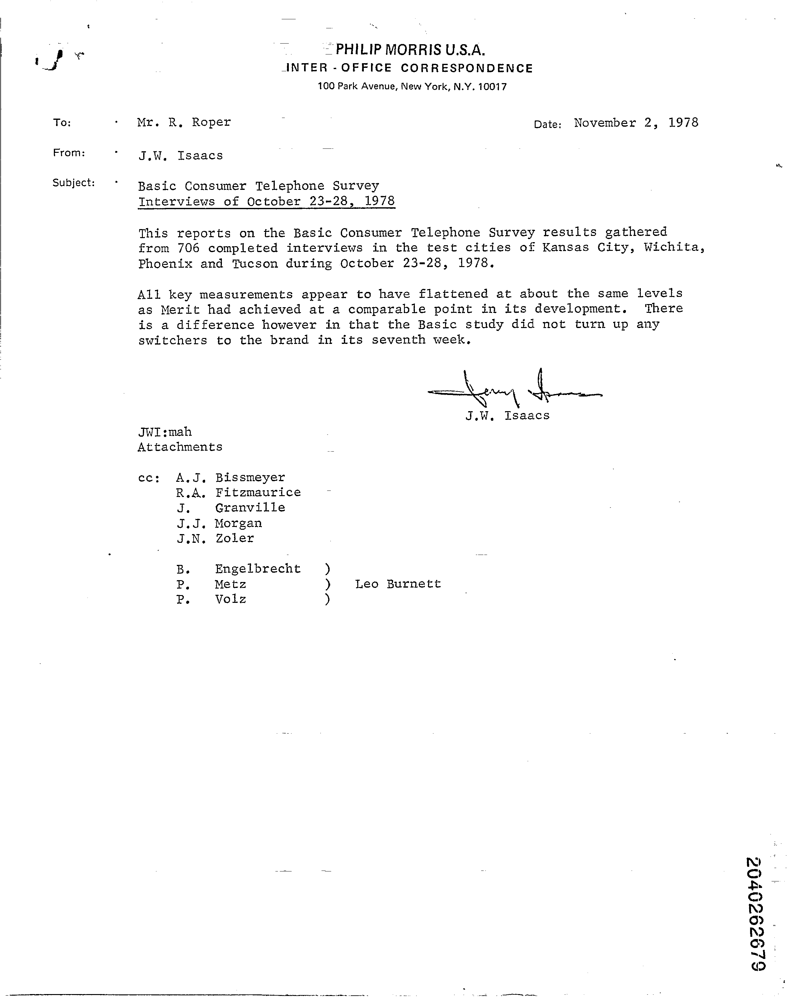 PHILIP MORRIS U.S.A.
INTER - OFFICE CORRESPONDENCE
100 Park Avenue, New York, N.Y. 10017
To: Mr. R. Roper Date: November 2, 1978
From: J.W. Isaacs
Subject: Basic Consumer Telephone Survey
Interviews of October 23-28, 1978
This reports on the Basic Consumer Telephone Survey results gathered
from 706 completed interviews in the test cities of Kansas City, Wichita,
Phoenix and Tucson during October 23-28, 1978.
All key measurements appear to have flattened at about the same levels
as Merit had achieved at a comparable point in its development. There
is a difference however in that the Basic study did not turn up any
switchers to the brand in its seventh week.
J.W. Isaacs
JWI:mah
Attachments
cc: A.J. Bissmeyer
R.A. Fitzmaurice
J. Granville
J.J. Morgan
J.N. Zoler
B. Engelbrecht )
P. Metz ) Leo Burnett
P. Volz )
2040262679